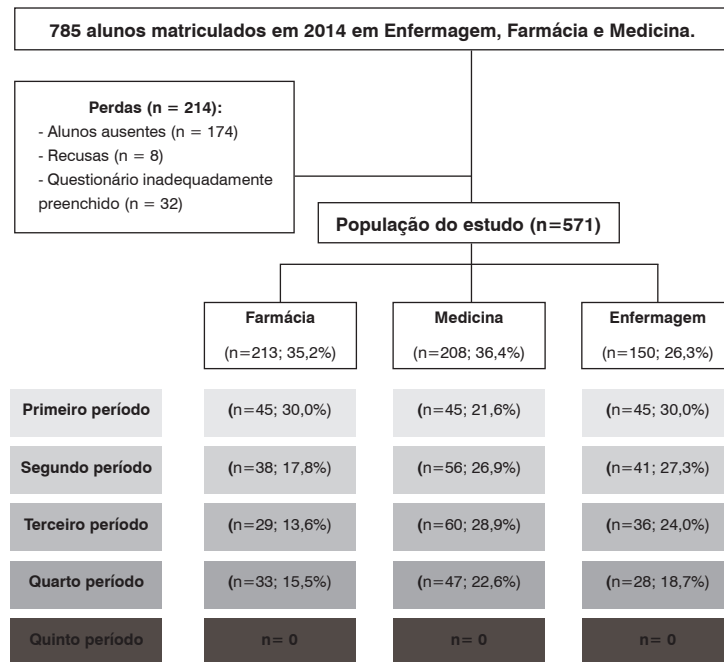 785 alunos matriculados em 2014 em Enfermagem, Farmácia e Medicina.
Perdas (n = 214):
- Alunos ausentes (n = 174)
- Recusas (n = 8)
- Questionário inadequadamente
preenchido (n = 32)
População do estudo (n=571)
Farmácia
(n=213; 35,2%)
Medicina
(n=208; 36,4%)
Enfermagem
(n=150; 26,3%)
Primeiro período (n=45; 30,0%) (n=45; 21,6%) (n=45; 30,0%)
Segundo período (n=38; 17,8%) (n=56; 26,9%) (n=41; 27,3%)
Terceiro período (n=29; 13,6%) (n=60; 28,9%) (n=36; 24,0%)
Quarto período (n=33; 15,5%) (n=47; 22,6%) (n=28; 18,7%)
Quinto período n= 0 n= 0 n= 0